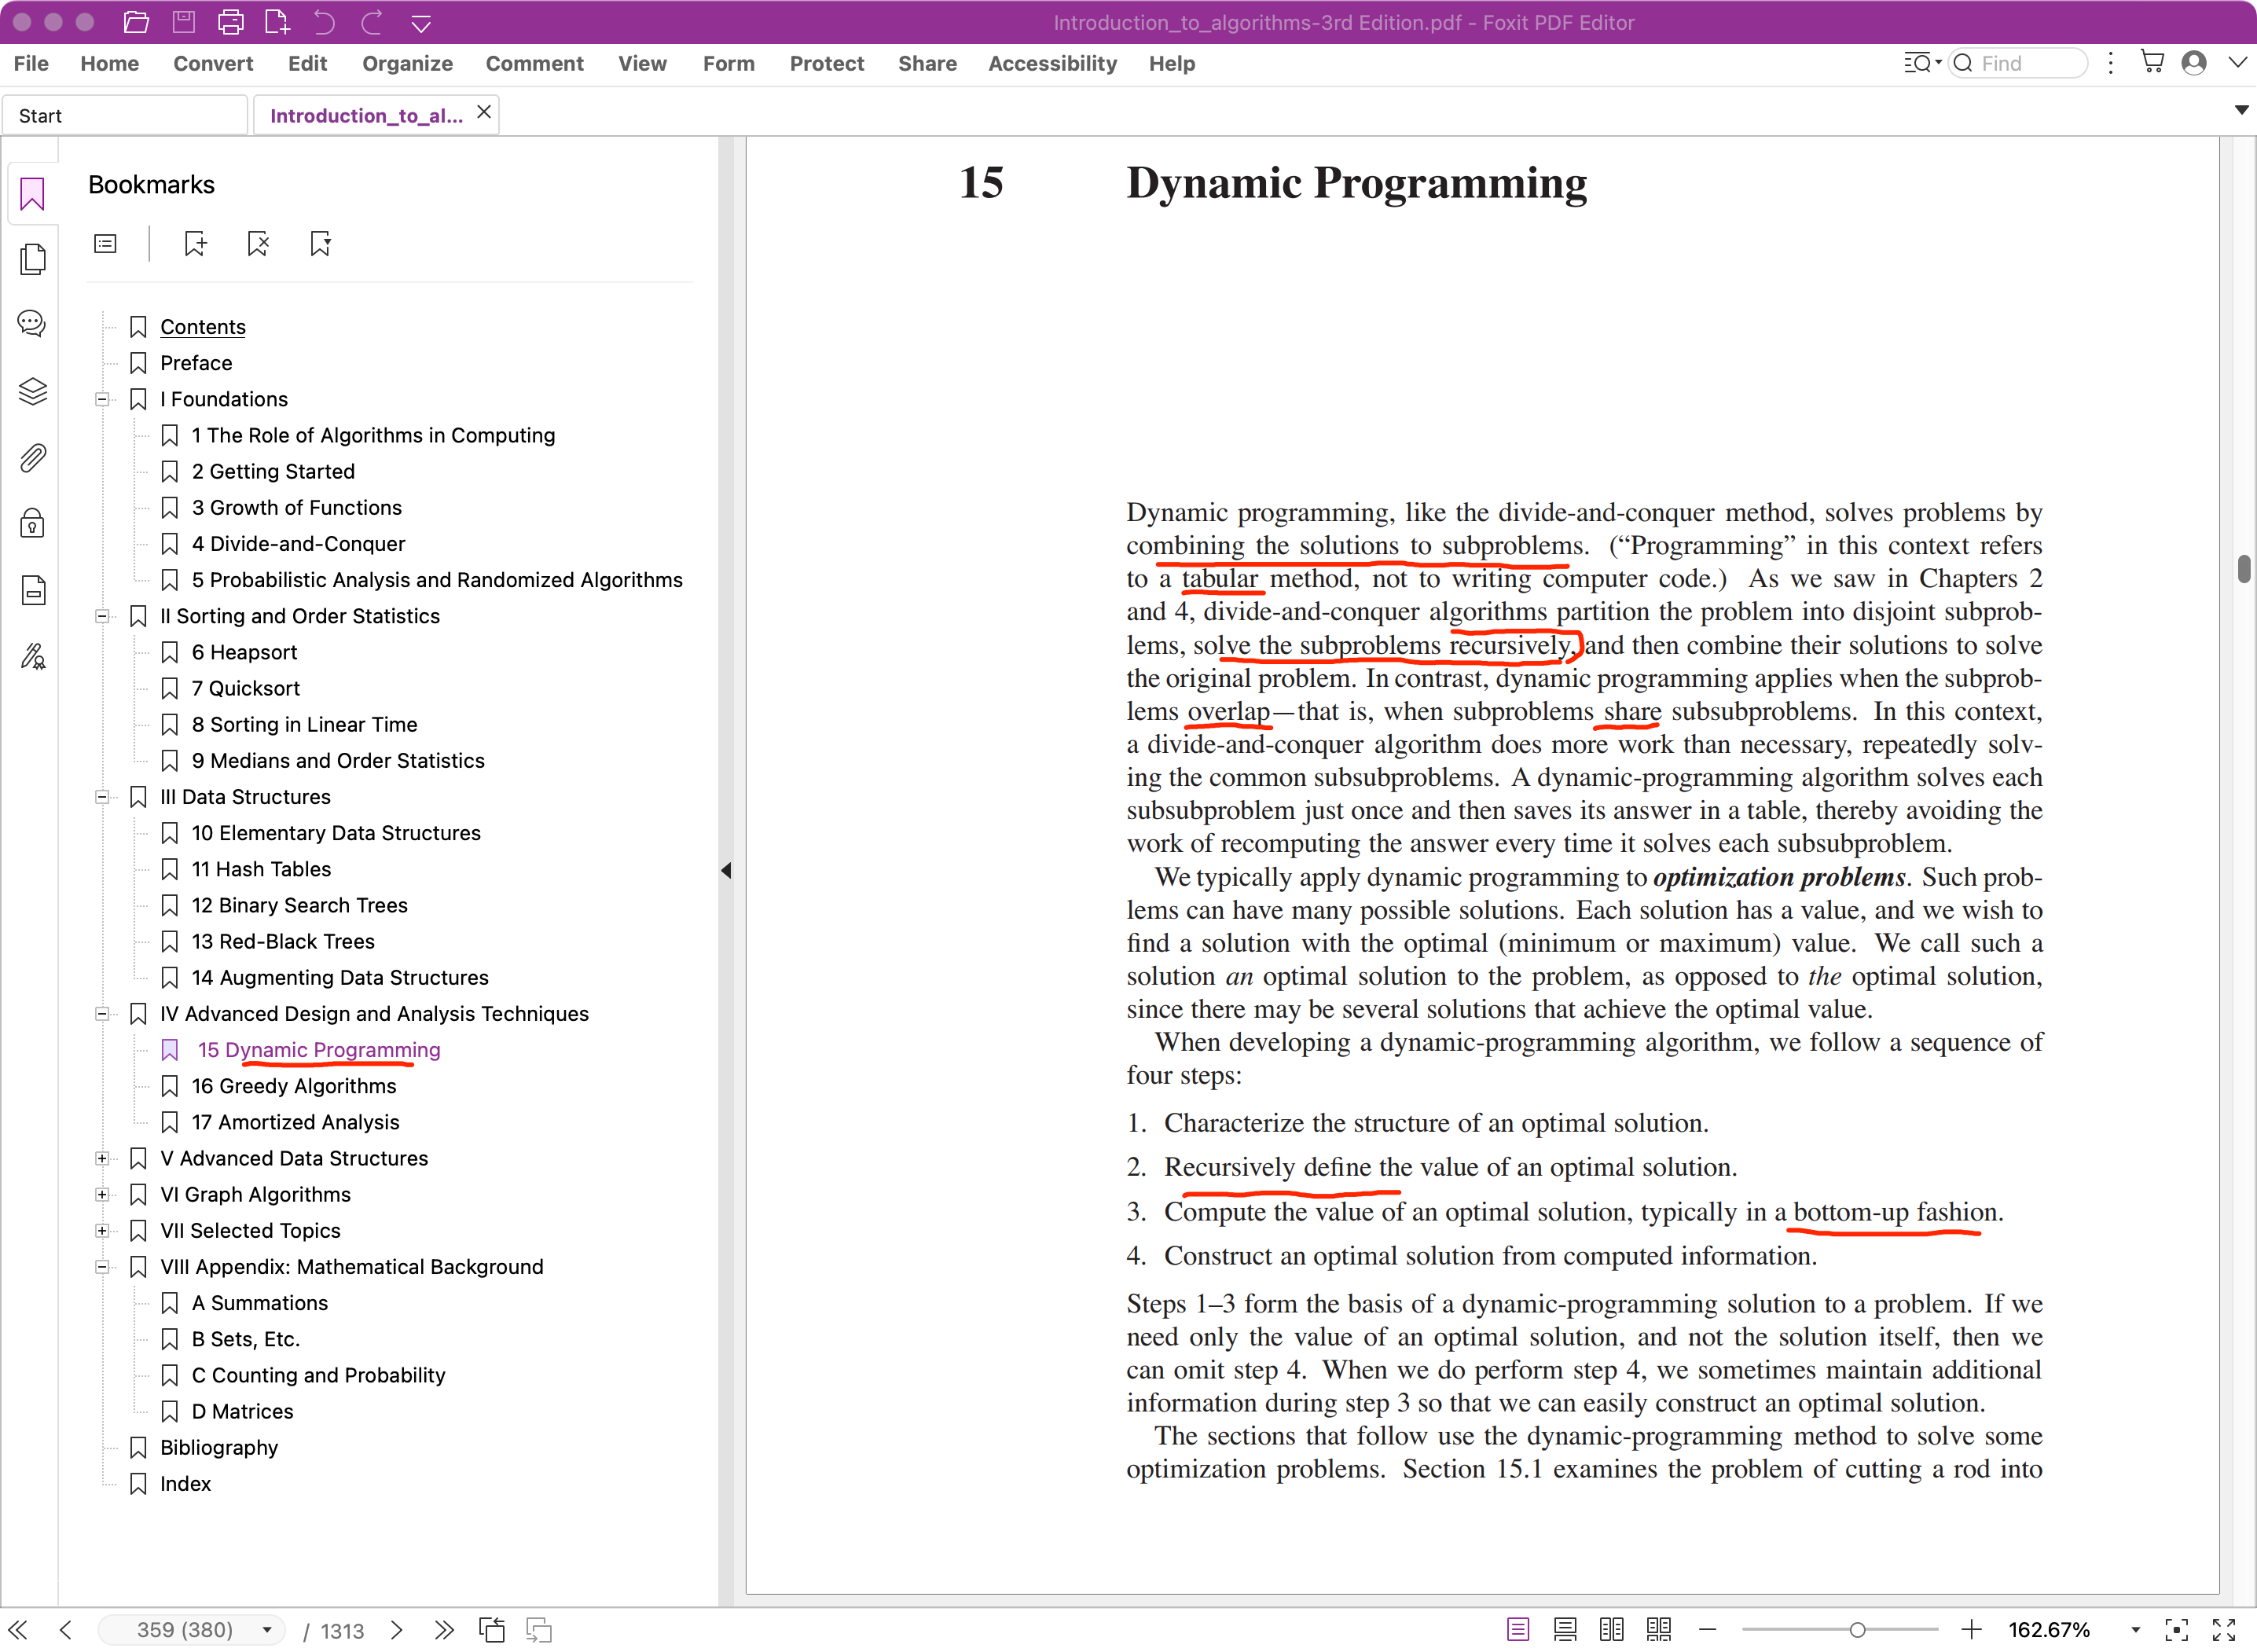 Introduction_to_algorithms-3rd Edition.pdf - Foxit PDF Editor
File Home Convert Edit Organize Comment View Form Protect Share Accessibility Help Find
Start Introduction_to_al...
Bookmarks
Contents
Preface
I Foundations
1 The Role of Algorithms in Computing
2 Getting Started
3 Growth of Functions
4 Divide-and-Conquer
5 Probabilistic Analysis and Randomized Algorithms
II Sorting and Order Statistics
6 Heapsort
7 Quicksort
8 Sorting in Linear Time
9 Medians and Order Statistics
III Data Structures
10 Elementary Data Structures
11 Hash Tables
12 Binary Search Trees
13 Red-Black Trees
14 Augmenting Data Structures
IV Advanced Design and Analysis Techniques
15 Dynamic Programming
16 Greedy Algorithms
17 Amortized Analysis
V Advanced Data Structures
VI Graph Algorithms
VII Selected Topics
VIII Appendix: Mathematical Background
A Summations
B Sets, Etc.
C Counting and Probability
D Matrices
Bibliography
Index
15 Dynamic Programming
Dynamic programming, like the divide-and-conquer method, solves problems by
combining the solutions to subproblems. (“Programming” in this context refers
to a tabular method, not to writing computer code.) As we saw in Chapters 2
and 4, divide-and-conquer algorithms partition the problem into disjoint subprob-
lems, solve the subproblems recursively, and then combine their solutions to solve
the original problem. In contrast, dynamic programming applies when the subprob-
lems overlap—that is, when subproblems share subsubproblems. In this context,
a divide-and-conquer algorithm does more work than necessary, repeatedly solv-
ing the common subsubproblems. A dynamic-programming algorithm solves each
subsubproblem just once and then saves its answer in a table, thereby avoiding the
work of recomputing the answer every time it solves each subsubproblem.
We typically apply dynamic programming to optimization problems. Such prob-
lems can have many possible solutions. Each solution has a value, and we wish to
find a solution with the optimal (minimum or maximum) value. We call such a
solution an optimal solution to the problem, as opposed to the optimal solution,
since there may be several solutions that achieve the optimal value.
When developing a dynamic-programming algorithm, we follow a sequence of
four steps:
1. Characterize the structure of an optimal solution.
2. Recursively define the value of an optimal solution.
3. Compute the value of an optimal solution, typically in a bottom-up fashion.
4. Construct an optimal solution from computed information.
Steps 1–3 form the basis of a dynamic-programming solution to a problem. If we
need only the value of an optimal solution, and not the solution itself, then we
can omit step 4. When we do perform step 4, we sometimes maintain additional
information during step 3 so that we can easily construct an optimal solution.
The sections that follow use the dynamic-programming method to solve some
optimization problems. Section 15.1 examines the problem of cutting a rod into
359 (380) / 1313 162.67%